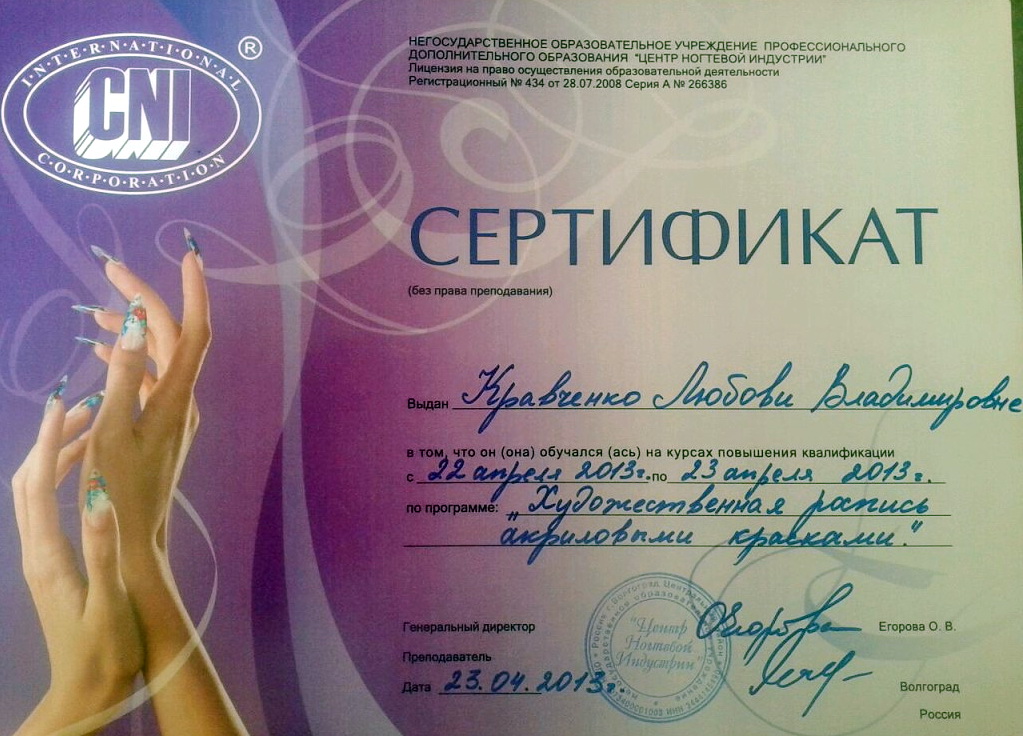 I·N·T·E·R·N·A·T·I·O·N·A·L
®
CNI
C·O·R·P·O·R·A·T·I·O·N
НЕГОСУДАРСТВЕННОЕ ОБРАЗОВАТЕЛЬНОЕ УЧРЕЖДЕНИЕ ПРОФЕССИОНАЛЬНОГО
ДОПОЛНИТЕЛЬНОГО ОБРАЗОВАНИЯ "ЦЕНТР НОГТЕВОЙ ИНДУСТРИИ"
Лицензия на право осуществления образовательной деятельности
Регистрационный № 434 от 28.07.2008 Серия А № 266386
СЕРТИФИКАТ
(без права преподавания)
Выдан Кравченко Любови Владимировне
в том, что он (она) обучался (ась) на курсах повышения квалификации
с 22 апреля 2013г. по 23 апреля 2013г.
по программе: „Художественная роспись
акриловыми красками."
"Центр
Ногтевой
Индустрии"
Генеральный директор Егорова О. В.
Преподаватель
Дата 23.04.2013г.
Волгоград
Россия